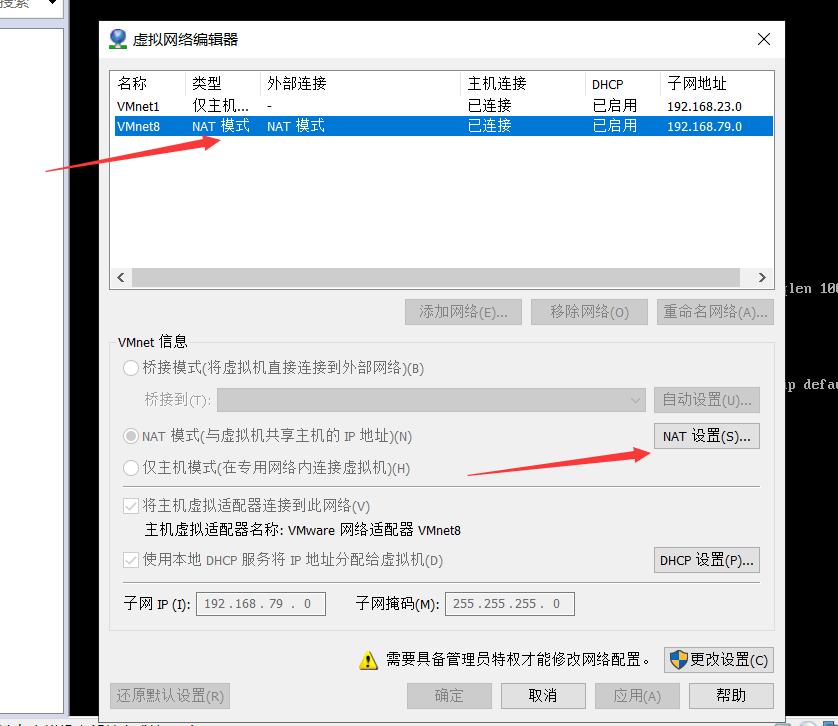 搜索
虚拟网络编辑器
名称 类型 外部连接 主机连接 DHCP 子网地址
VMnet1 仅主机... - 已连接 已启用 192.168.23.0
VMnet8 NAT 模式 NAT 模式 已连接 已启用 192.168.79.0
qlen 100
添加网络(E)... 移除网络(O) 重命名网络(A)...
VMnet 信息
桥接模式(将虚拟机直接连接到外部网络)(B)
ip defau
桥接到(T): 自动设置(U)...
NAT 模式(与虚拟机共享主机的 IP 地址)(N) NAT 设置(S)...
仅主机模式(在专用网络内连接虚拟机)(H)
将主机虚拟适配器连接到此网络(V)
主机虚拟适配器名称: VMware 网络适配器 VMnet8
使用本地 DHCP 服务将 IP 地址分配给虚拟机(D) DHCP 设置(P)...
子网 IP (I): 192 . 168 . 79 . 0 子网掩码(M): 255 . 255 . 255 . 0
需要具备管理员特权才能修改网络配置。 更改设置(C)
还原默认设置(R) 确定 取消 应用(A) 帮助